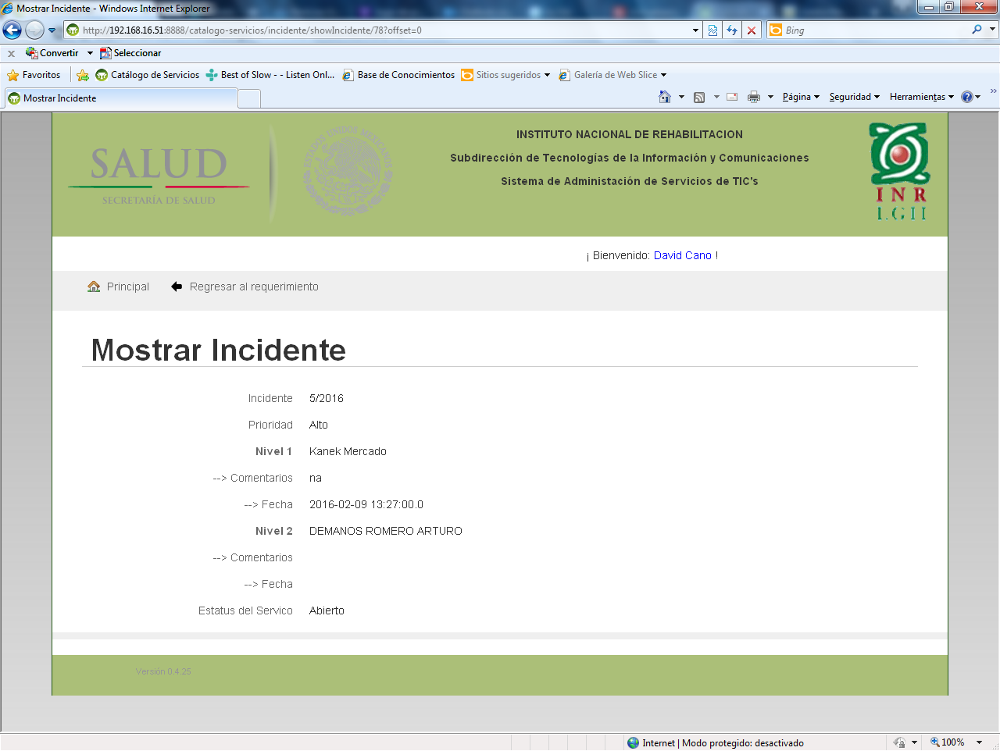 Mostrar Incidente - Windows Internet Explorer
http://192.168.16.51:8888/catalogo-servicios/incidente/showIncidente/78?offset=0
Bing
x Convertir Seleccionar
Favoritos Catálogo de Servicios Best of Slow - - Listen Onl... Base de Conocimientos Sitios sugeridos Galería de Web Slice
Mostrar Incidente
Página Seguridad Herramientas
SALUD
SECRETARÍA DE SALUD
ESTADOS UNIDOS MEXICANOS
INSTITUTO NACIONAL DE REHABILITACION
Subdirección de Tecnologías de la Información y Comunicaciones
Sistema de Administación de Servicios de TIC's
INR
LGII
¡ Bienvenido: David Cano !
Principal Regresar al requerimiento
Mostrar Incidente
Incidente 5/2016
Prioridad Alto
Nivel 1 Kanek Mercado
--> Comentarios na
--> Fecha 2016-02-09 13:27:00.0
Nivel 2 DEMANOS ROMERO ARTURO
--> Comentarios
--> Fecha
Estatus del Servico Abierto
Versión 0.4.25
Internet | Modo protegido: desactivado
100%